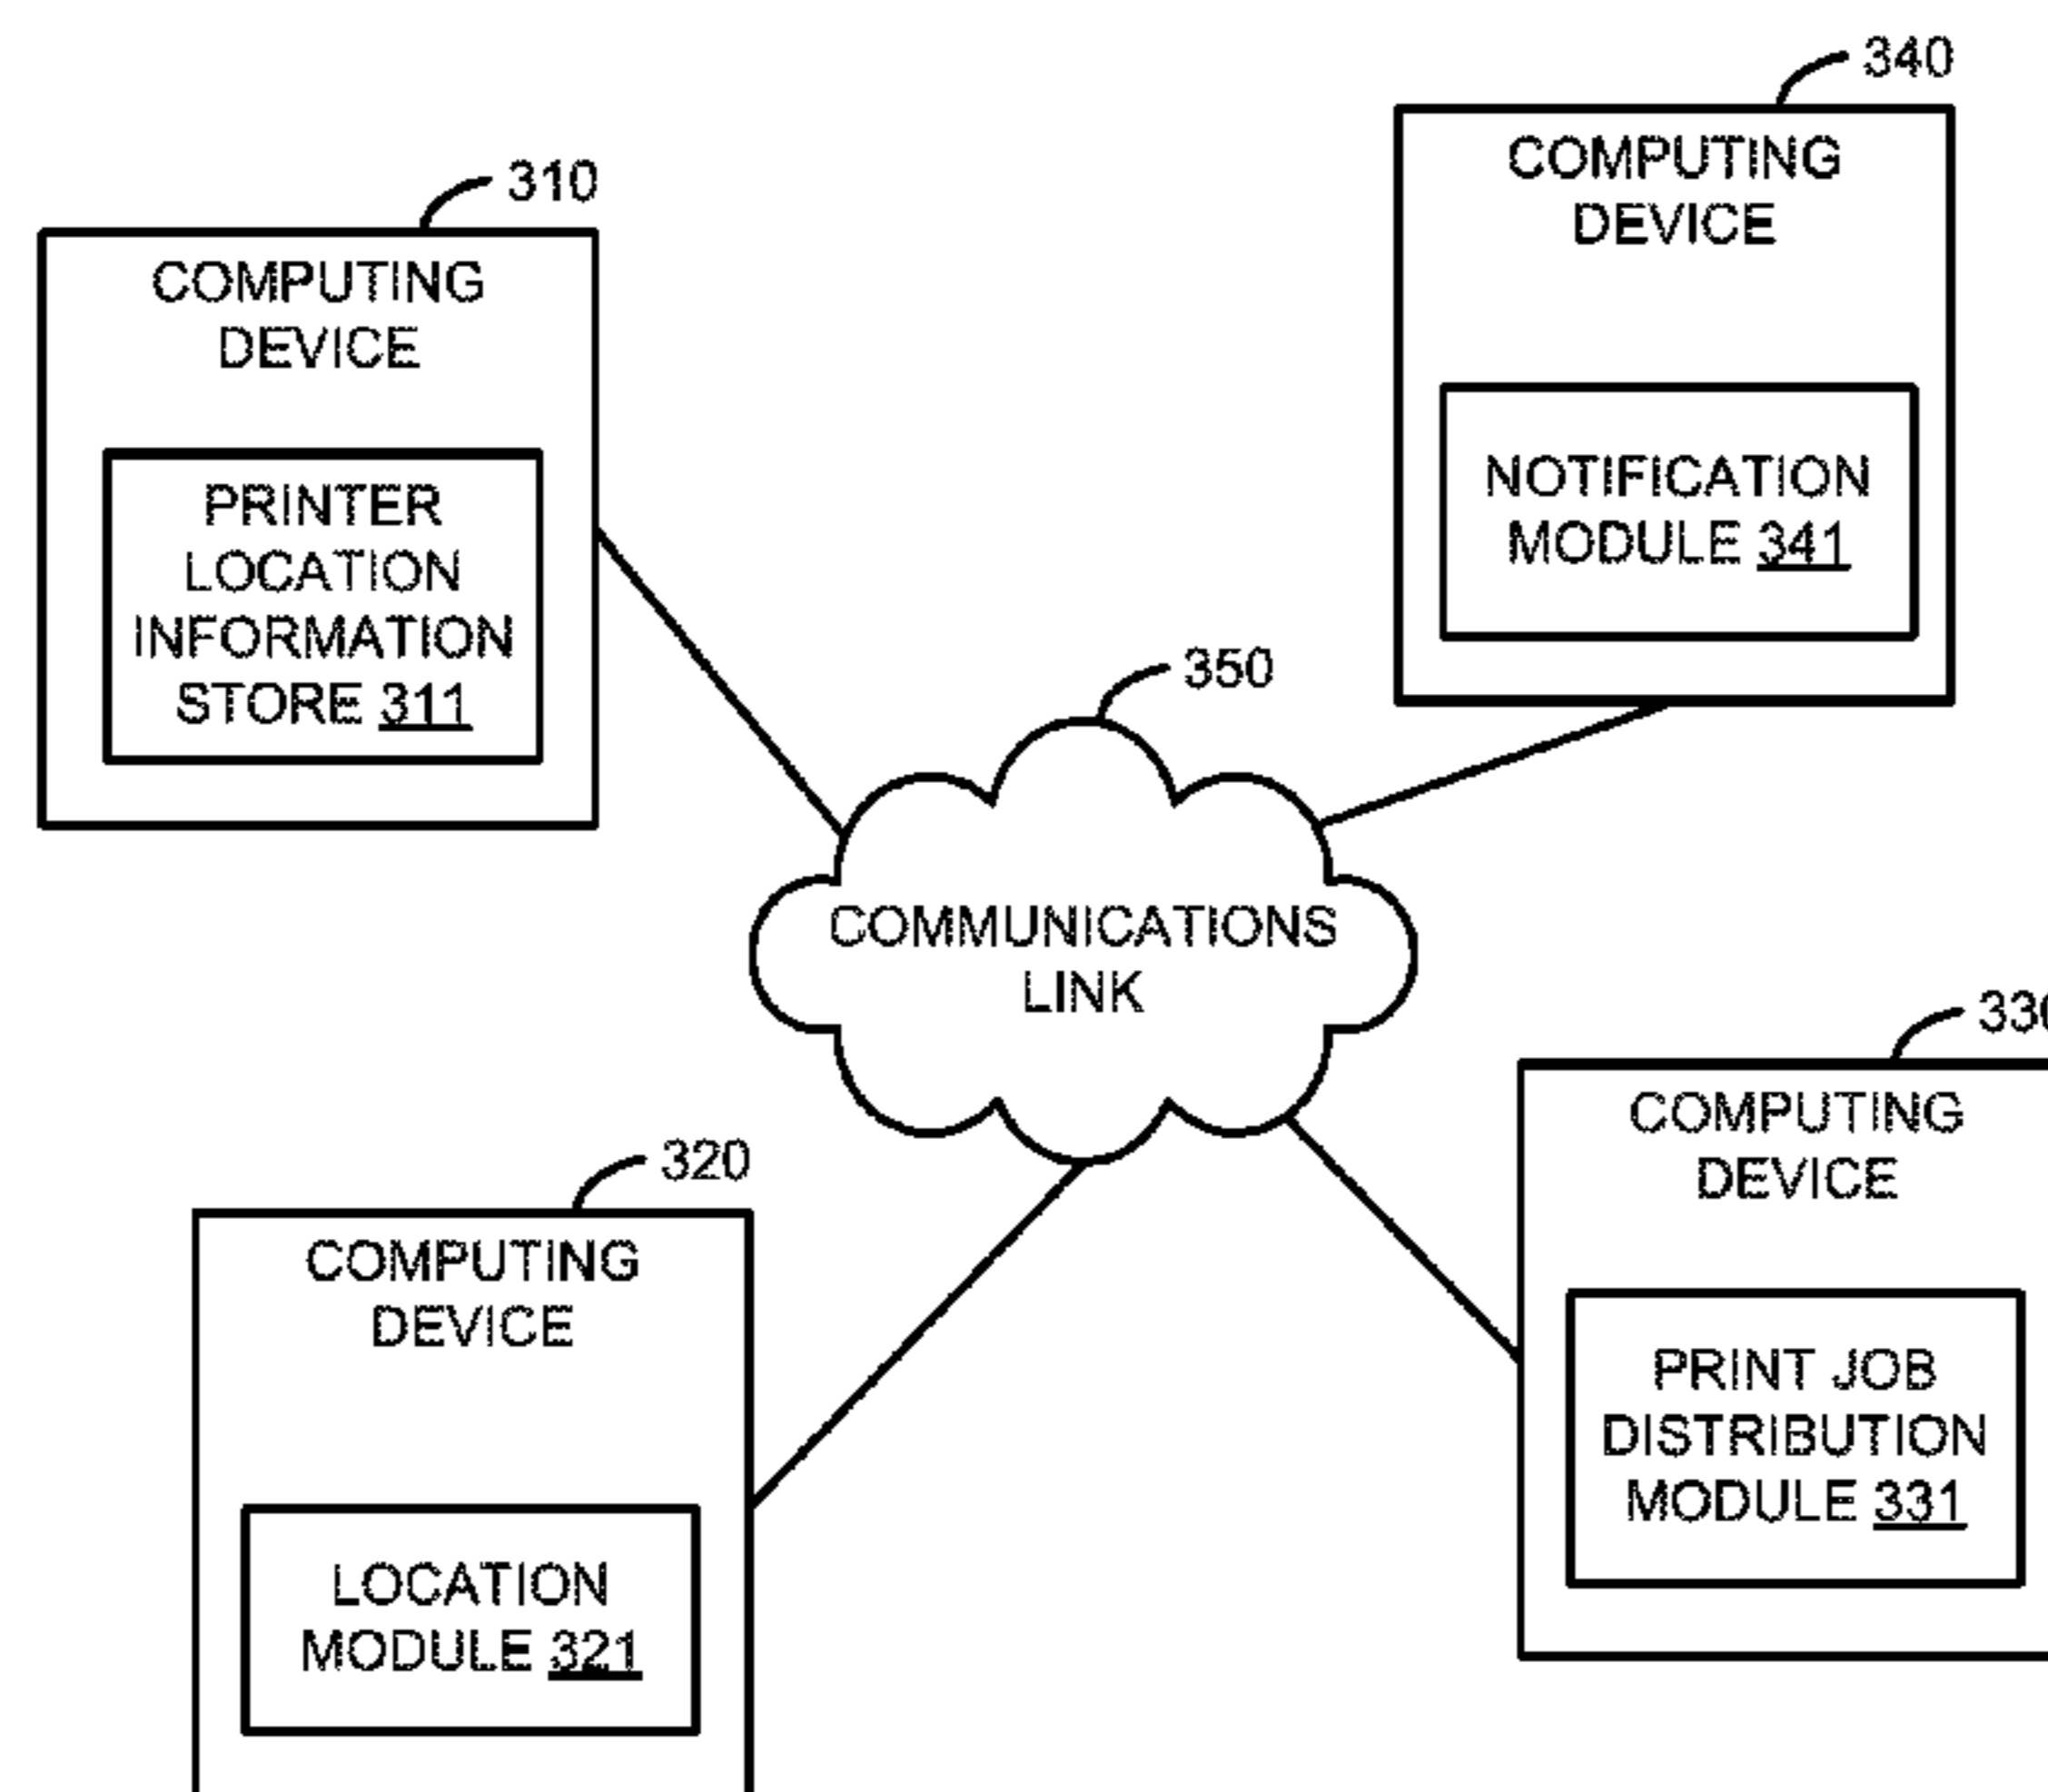 340
COMPUTING
DEVICE
NOTIFICATION
MODULE 341
310
COMPUTING
DEVICE
PRINTER
LOCATION
INFORMATION
STORE 311
350
COMMUNICATIONS
LINK
330
COMPUTING
DEVICE
PRINT JOB
DISTRIBUTION
MODULE 331
320
COMPUTING
DEVICE
LOCATION
MODULE 321